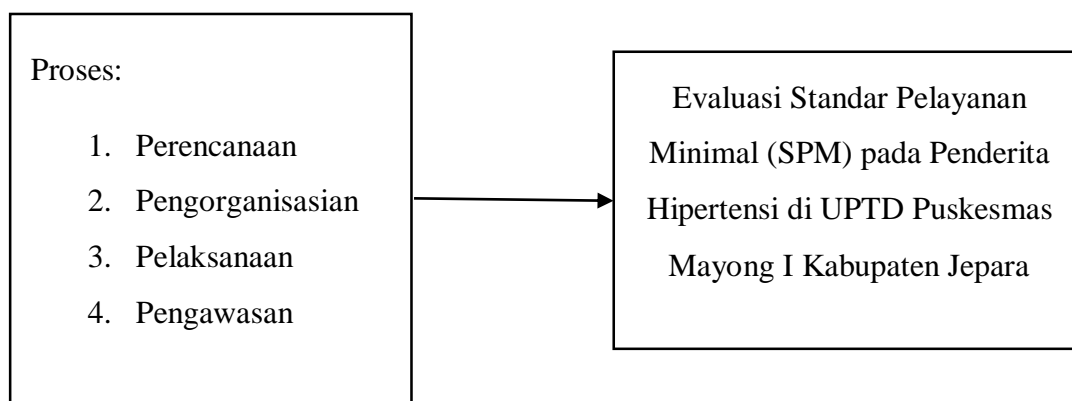 Proses:
1. Perencanaan
2. Pengorganisasian
3. Pelaksanaan
4. Pengawasan
Evaluasi Standar Pelayanan
Minimal (SPM) pada Penderita
Hipertensi di UPTD Puskesmas
Mayong I Kabupaten Jepara